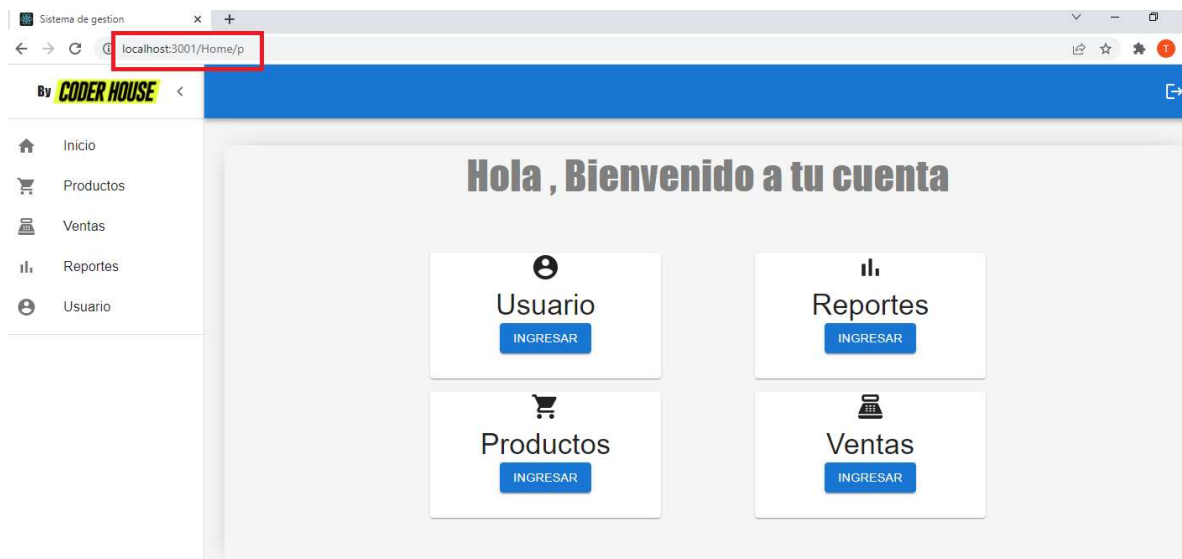 Sistema de gestion
localhost:3001/Home/p
T
By CODER HOUSE
Inicio
Productos
Ventas
Reportes
Usuario
Hola , Bienvenido a tu cuenta
Usuario
INGRESAR
Reportes
INGRESAR
Productos
INGRESAR
Ventas
INGRESAR